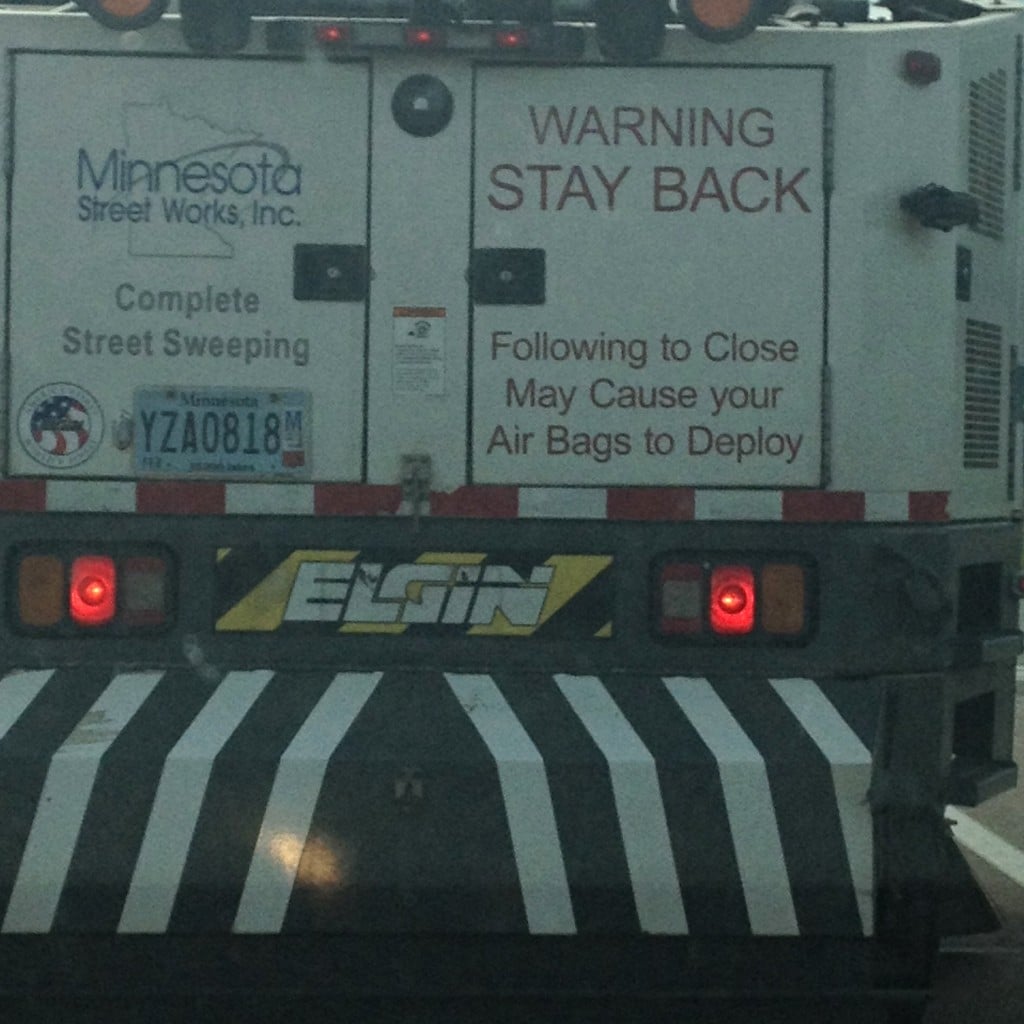 Minnesota
Street Works, Inc.
Complete
Street Sweeping
Minnesota
YZA0818
WARNING
STAY BACK
Following to Close
May Cause your
Air Bags to Deploy
ELGIN